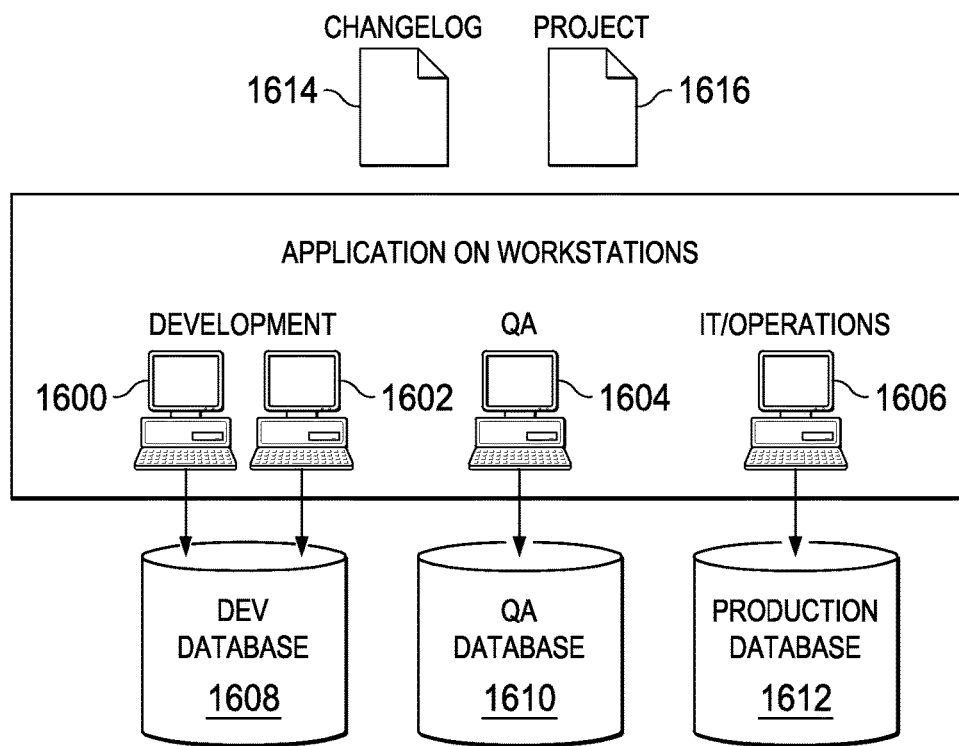 CHANGELOG PROJECT
1614 1616
APPLICATION ON WORKSTATIONS
DEVELOPMENT QA IT/OPERATIONS
1600 1602 1604 1606
DEV
DATABASE
1608
QA
DATABASE
1610
PRODUCTION
DATABASE
1612